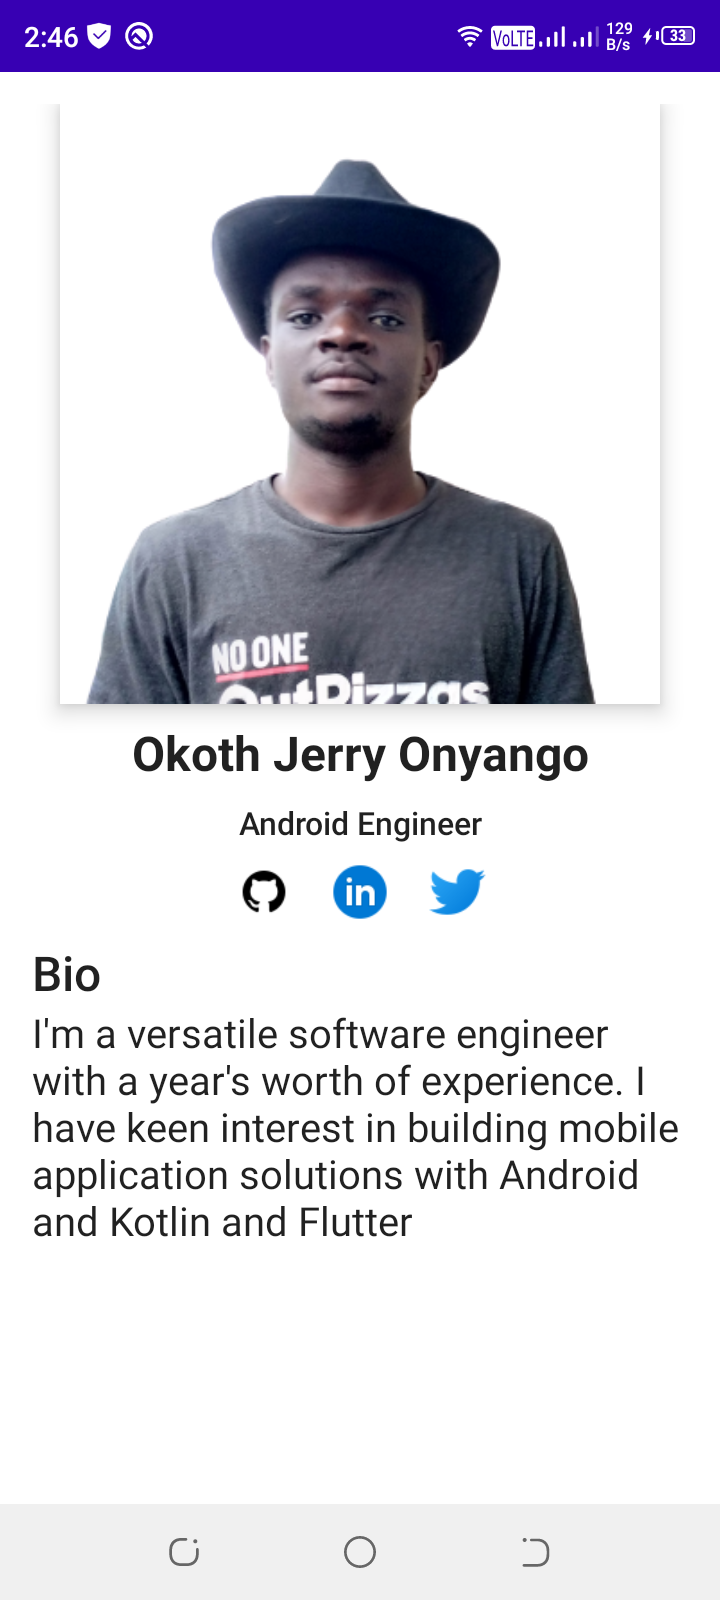 2:46 VoLTE 129 B/s 33
NO ONE
OutPizzas
Okoth Jerry Onyango
Android Engineer
in
Bio
I'm a versatile software engineer
with a year's worth of experience. I
have keen interest in building mobile
application solutions with Android
and Kotlin and Flutter